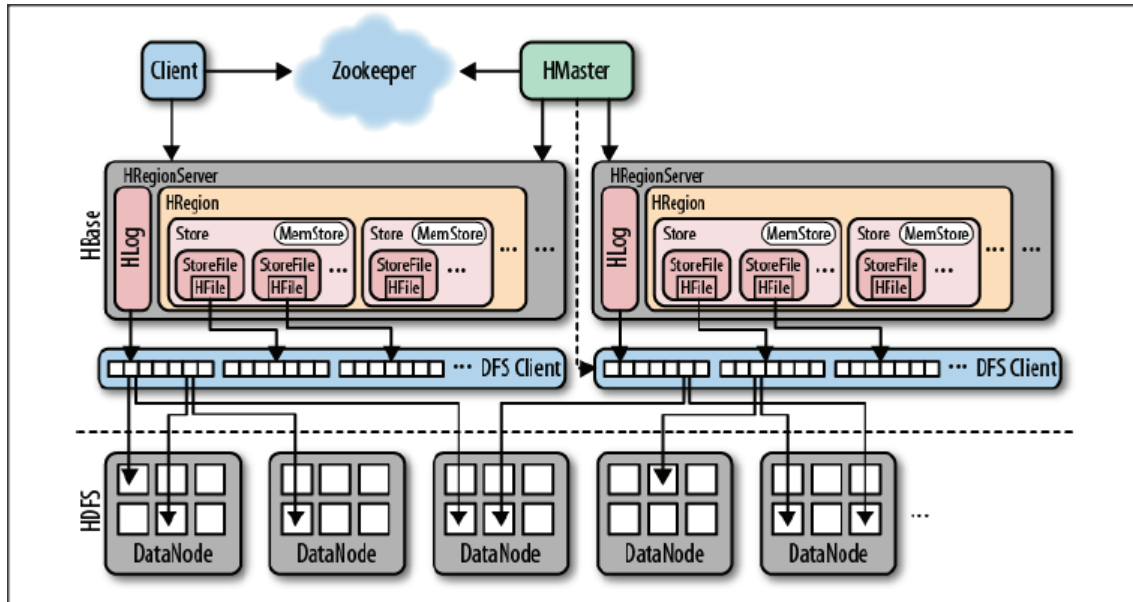 Client
Zookeeper
HMaster
HBase
HRegionServer
HLog
HRegion
Store
MemStore
StoreFile
HFile
StoreFile
HFile
...
Store
MemStore
StoreFile
HFile
...
...
...
HRegionServer
HLog
HRegion
Store
MemStore
StoreFile
HFile
StoreFile
HFile
...
Store
MemStore
StoreFile
HFile
...
...
...
... DFS Client
... DFS Client
HDFS
DataNode
DataNode
DataNode
DataNode
DataNode
...